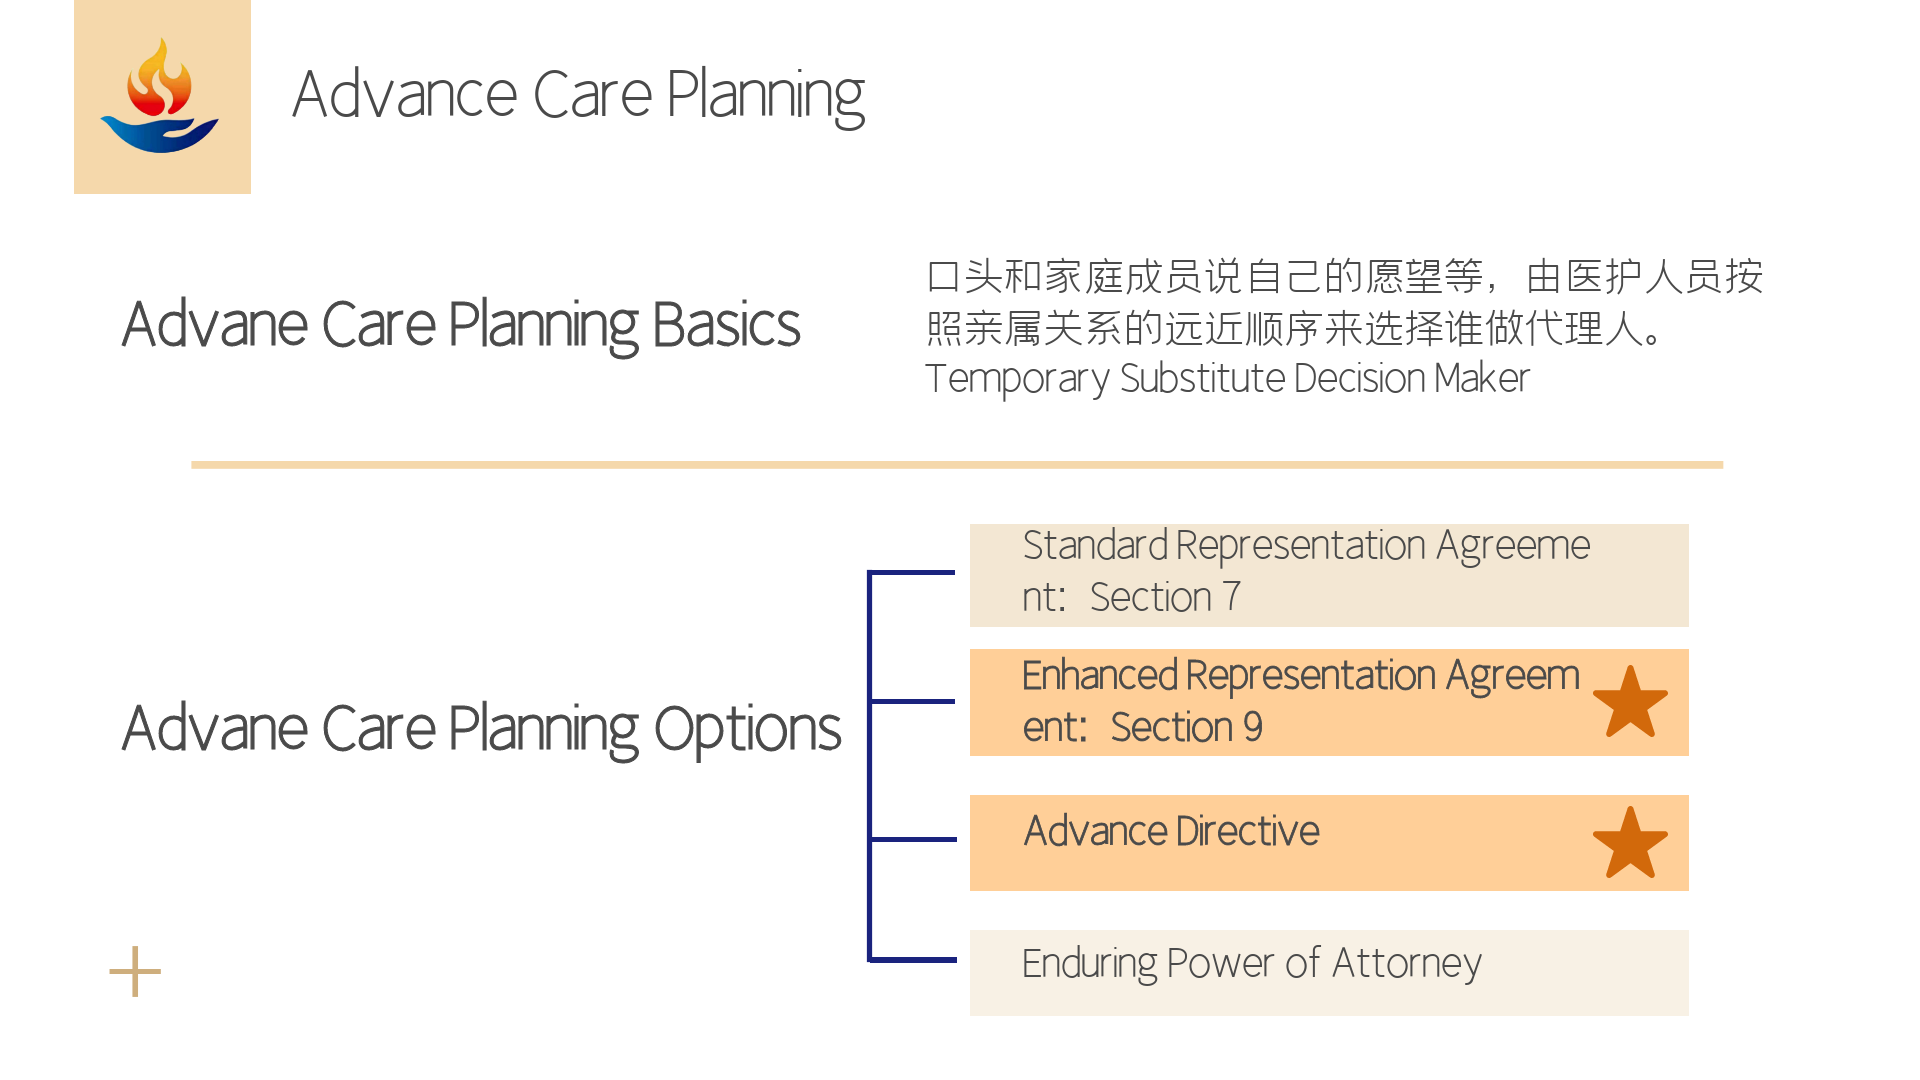 Advance Care Planning
Advane Care Planning Basics
口头和家庭成员说自己的愿望等，由医护人员按
照亲属关系的远近顺序来选择谁做代理人。
Temporary Substitute Decision Maker
Advane Care Planning Options
Standard Representation Agreeme
nt：Section 7
Enhanced Representation Agreem
ent：Section 9
Advance Directive
Enduring Power of Attorney